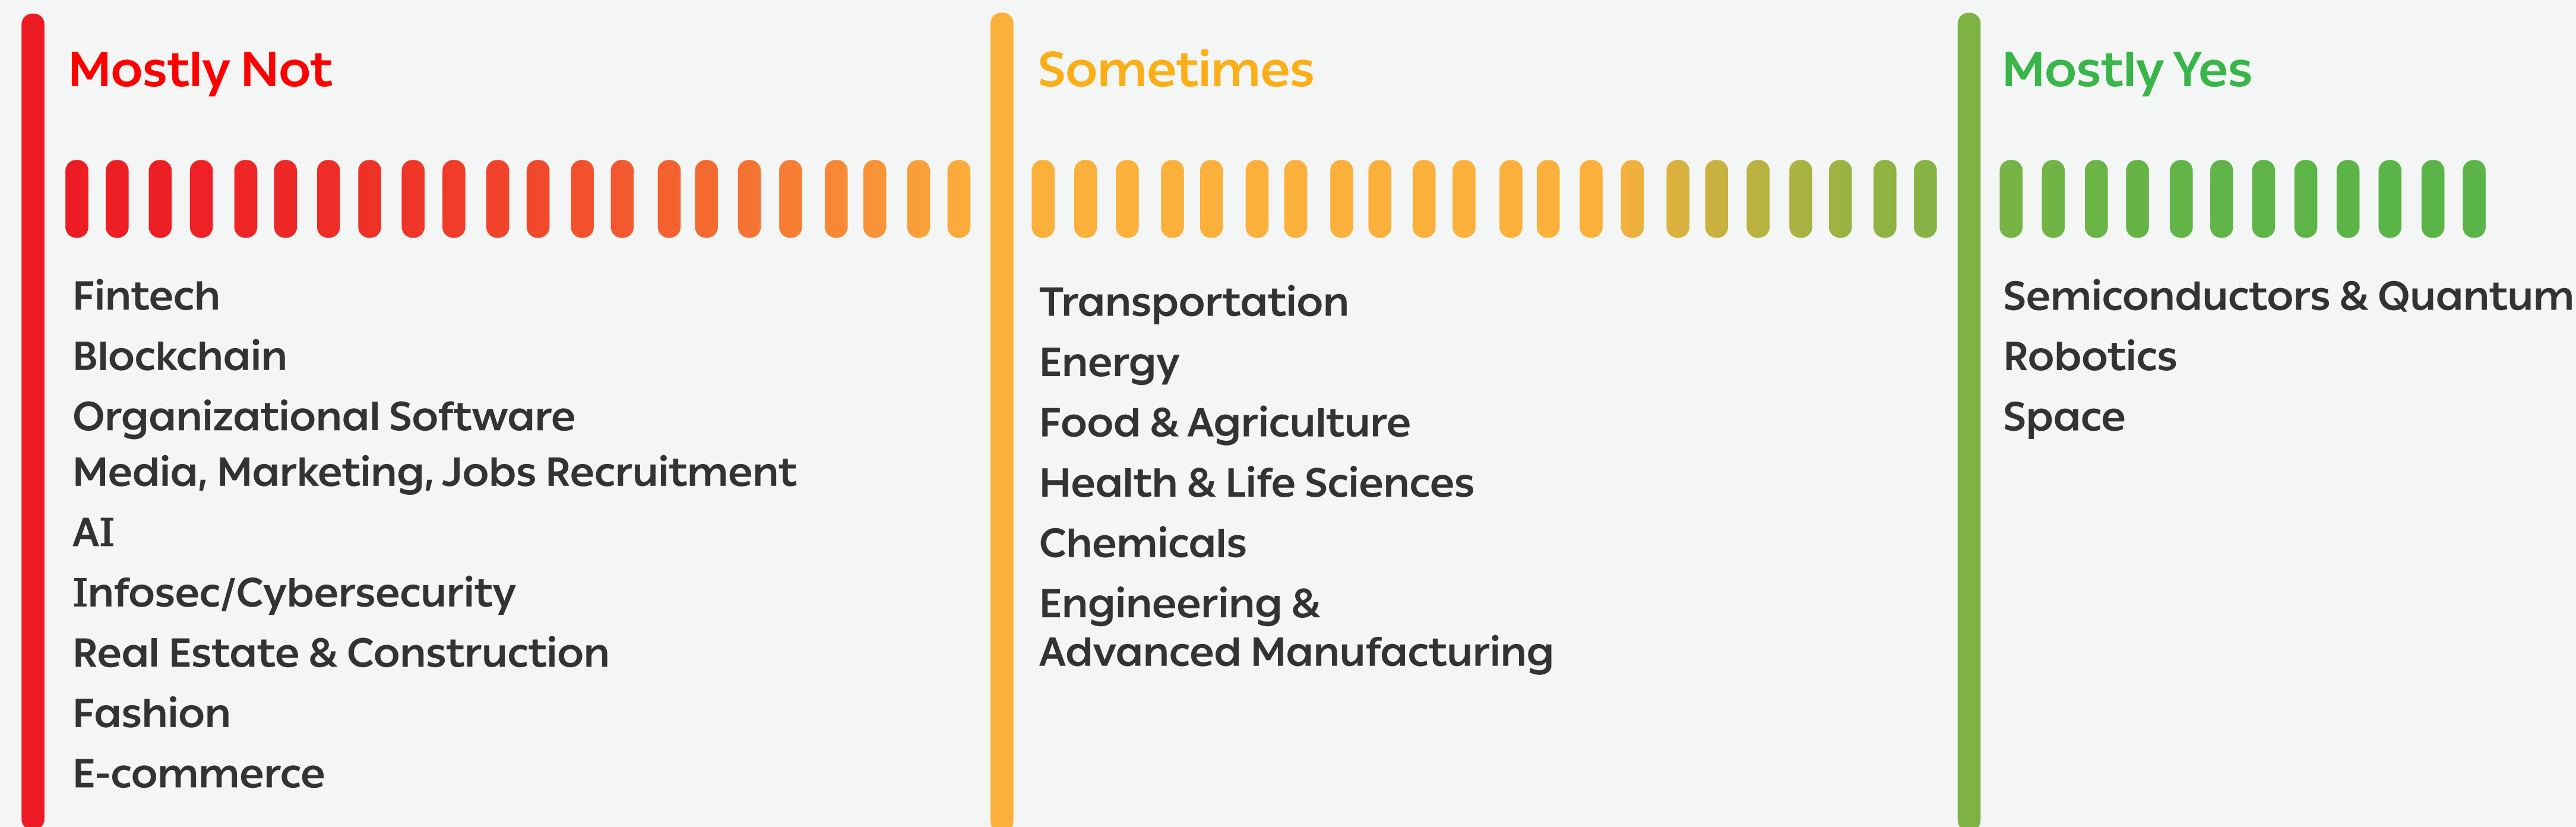 Mostly Not
Fintech
Blockchain
Organizational Software
Media, Marketing, Jobs Recruitment
AI
Infosec/Cybersecurity
Real Estate & Construction
Fashion
E-commerce
Sometimes
Transportation
Energy
Food & Agriculture
Health & Life Sciences
Chemicals
Engineering &
Advanced Manufacturing
Mostly Yes
Semiconductors & Quantum
Robotics
Space